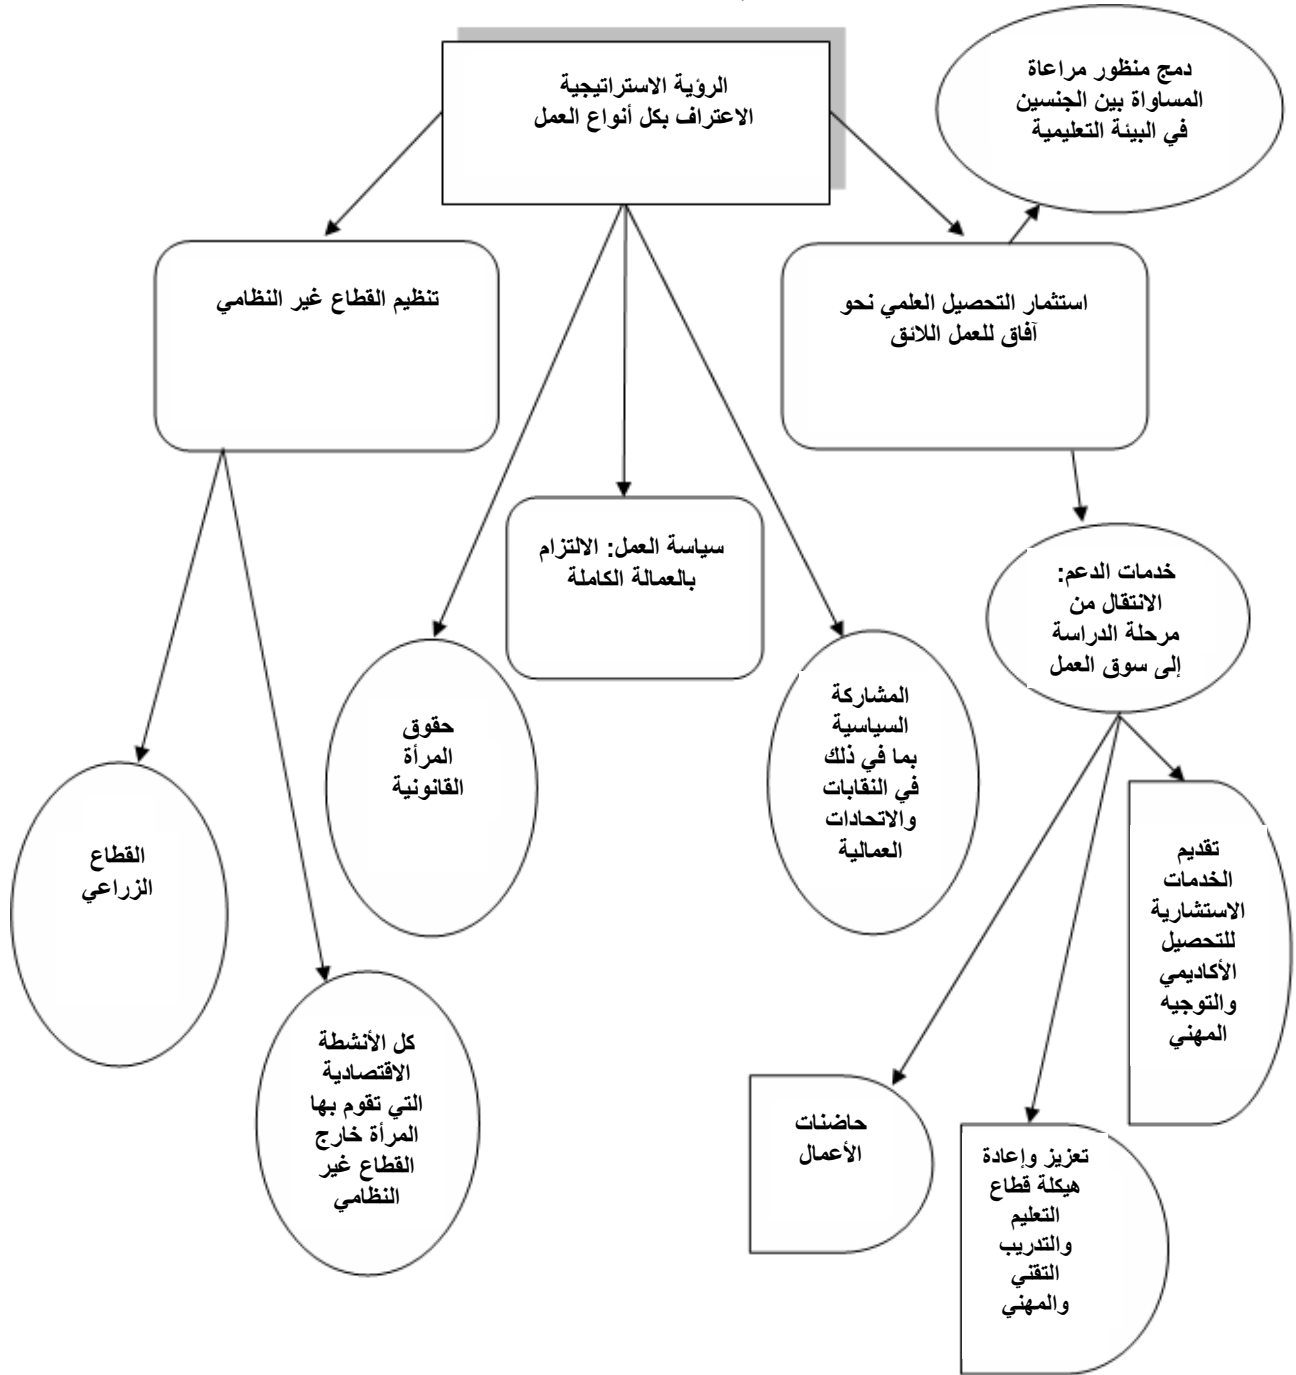 دمج منظور مراعاة
المساواة بين الجنسين
في البيئة التعليمية
الرؤية الاستراتيجية
الاعتراف بكل أنواع العمل
استثمار التحصيل العلمي نحو
آفاق للعمل اللائق
تنظيم القطاع غير النظامي
سياسة العمل: الالتزام
بالعمالة الكاملة
خدمات الدعم:
الانتقال من
مرحلة الدراسة
إلى سوق العمل
المشاركة
السياسية
بما في ذلك
في النقابات
والاتحادات
العمالية
حقوق
المرأة
القانونية
القطاع
الزراعي
تقديم
الخدمات
الاستشارية
للتحصيل
الأكاديمي
والتوجيه
المهني
كل الأنشطة
الاقتصادية
التي تقوم بها
المرأة خارج
القطاع غير
النظامي
حاضنات
الأعمال
تعزيز وإعادة
هيكلة قطاع
التعليم
والتدريب
التقني
والمهني